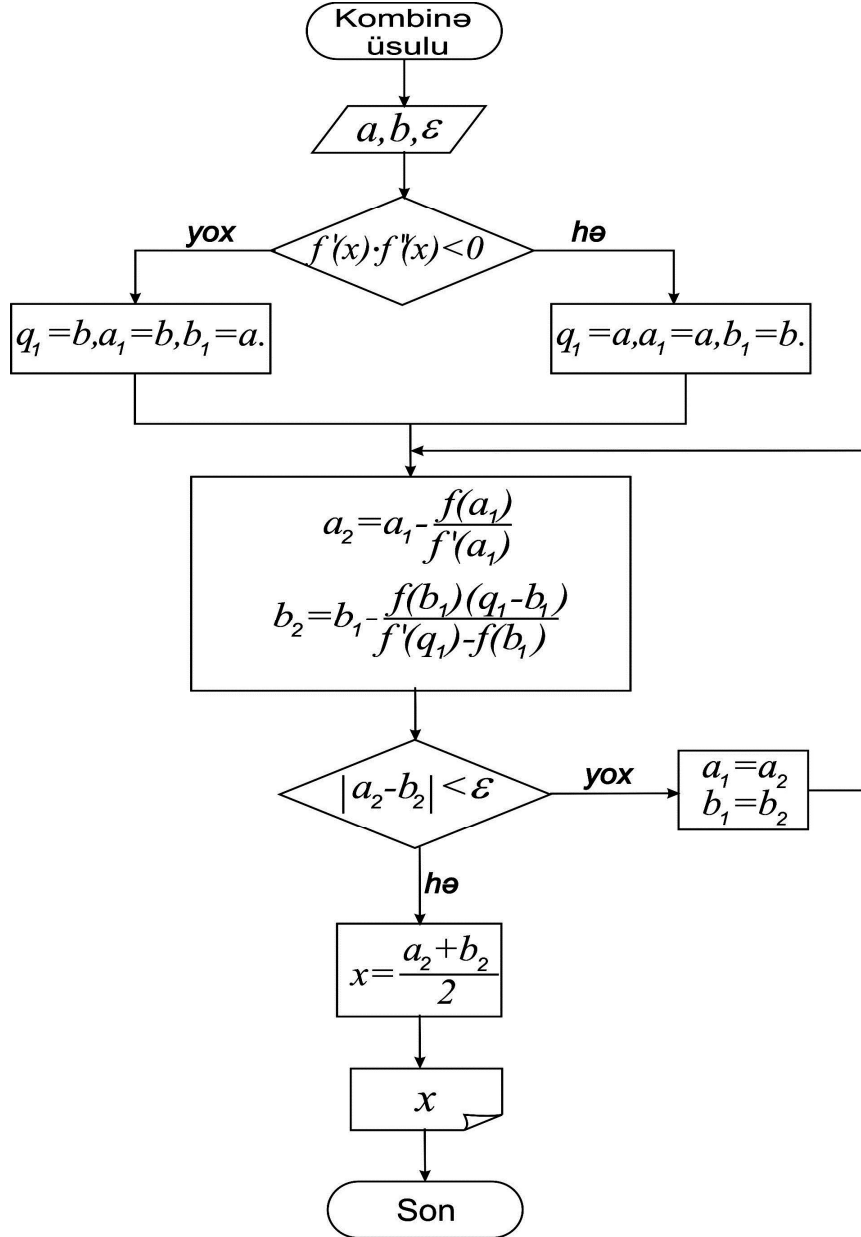 Kombinə
üsulu
a,b,ε
f'(x)·f"(x)<0
yox
hə
q₁=b,a₁=b,b₁=a.
q₁=a,a₁=a,b₁=b.
a₂=a₁-f(a₁)/f'(a₁)
b₂=b₁-f(b₁)(q₁-b₁)/f'(q₁)-f(b₁)
|a₂-b₂|<ε
yox
a₁=a₂
b₁=b₂
hə
x=a₂+b₂/2
x
Son